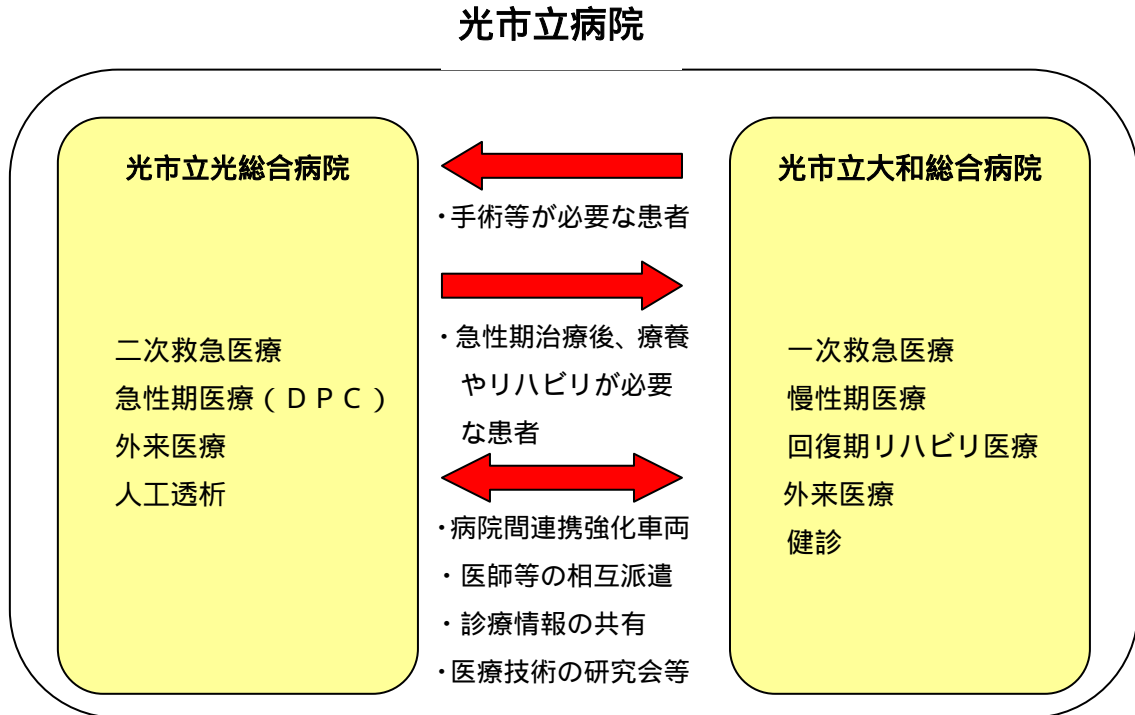 光市立病院
光市立光総合病院
二次救急医療
急性期医療（ＤＰＣ）
外来医療
人工透析
・手術等が必要な患者
・急性期治療後、療養
やリハビリが必要
な患者
・病院間連携強化車両
・医師等の相互派遣
・診療情報の共有
・医療技術の研究会等
光市立大和総合病院
一次救急医療
慢性期医療
回復期リハビリ医療
外来医療
健診